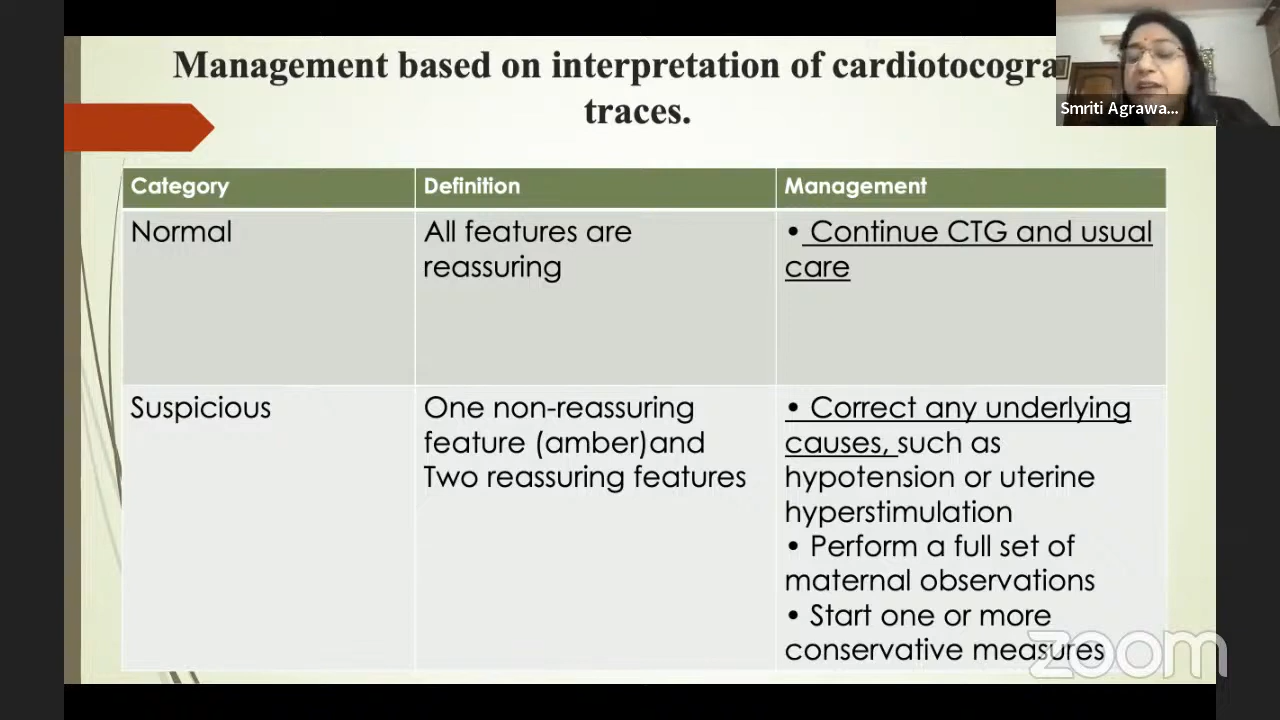 Management based on interpretation of cardiotocogra
traces.
Smriti Agrawa...
Category
Definition
Management
Normal
All features are
reassuring
• Continue CTG and usual
care
Suspicious
One non-reassuring
feature (amber)and
Two reassuring features
• Correct any underlying
causes, such as
hypotension or uterine
hyperstimulation
• Perform a full set of
maternal observations
• Start one or more
conservative measures
zoom